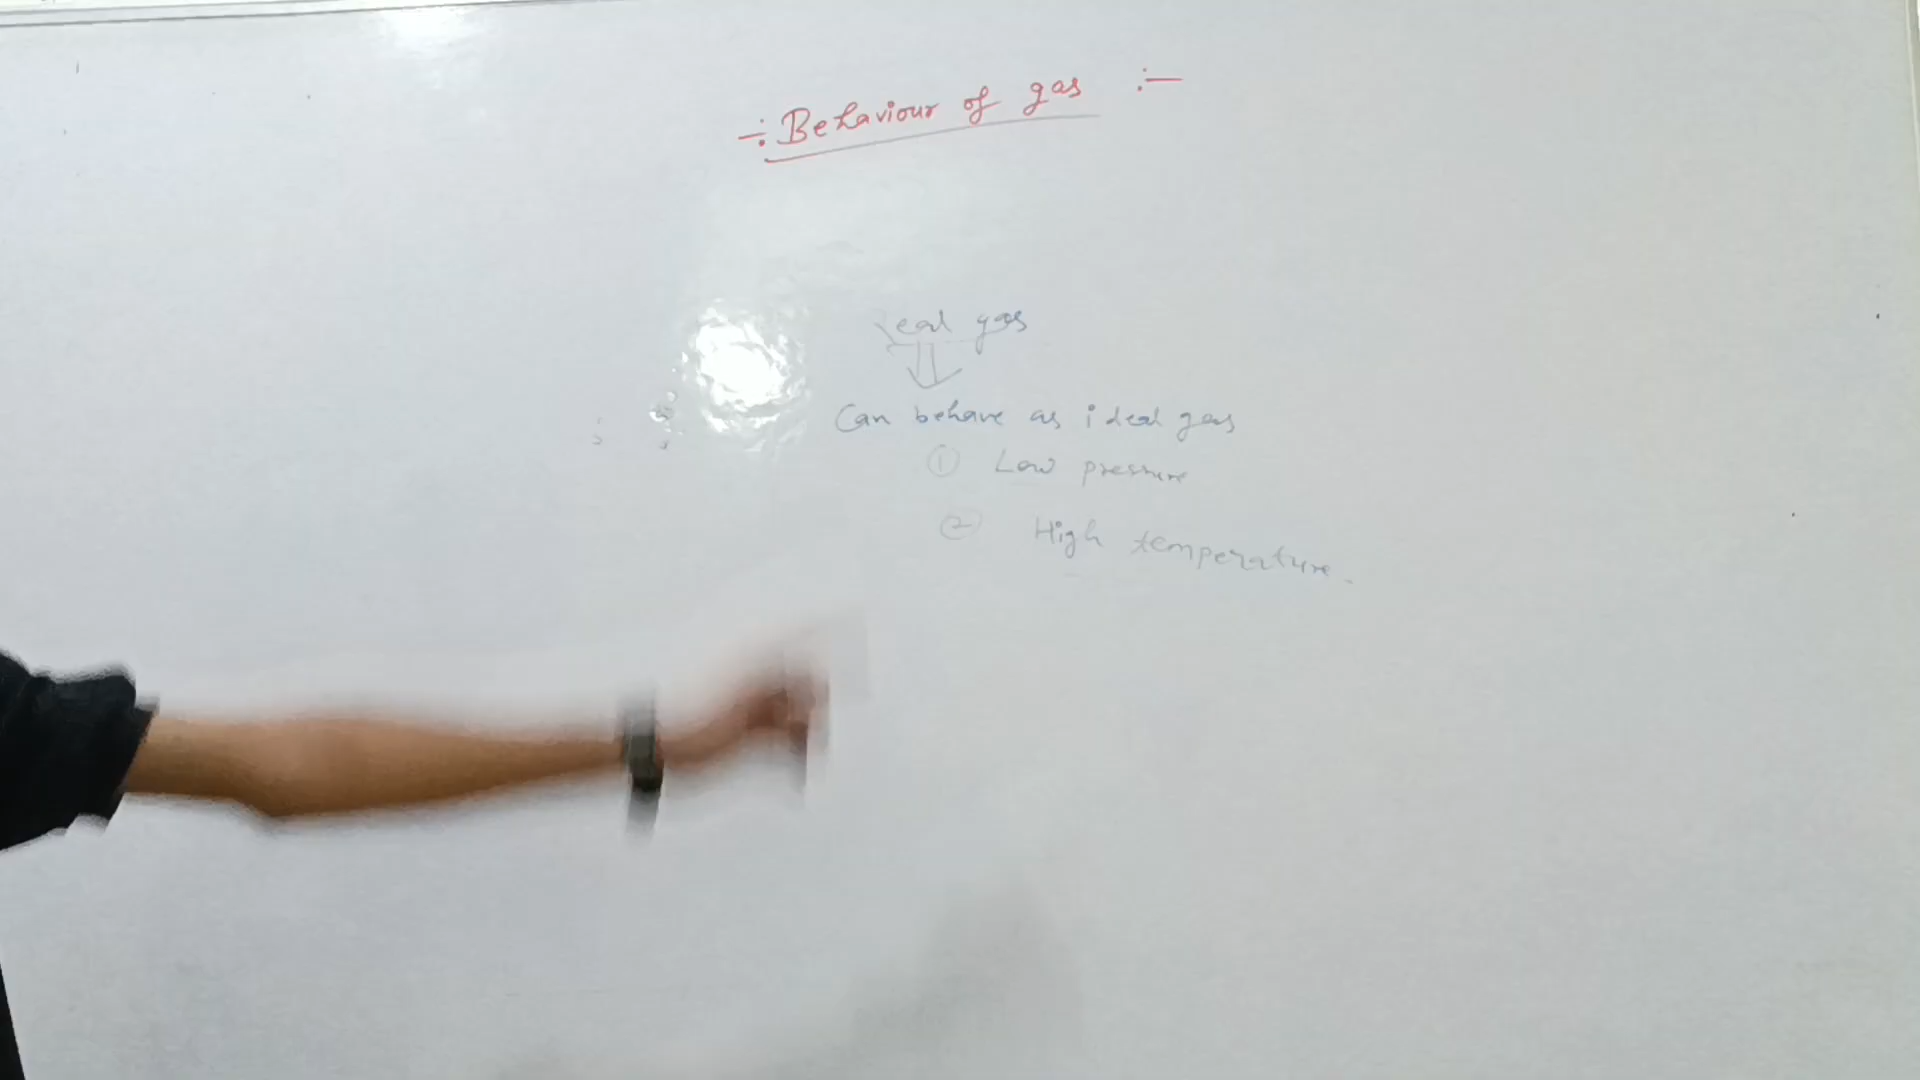 -: Behaviour of gas :-
real gas
Can behave as ideal gas
① Low pressure
② High temperature.